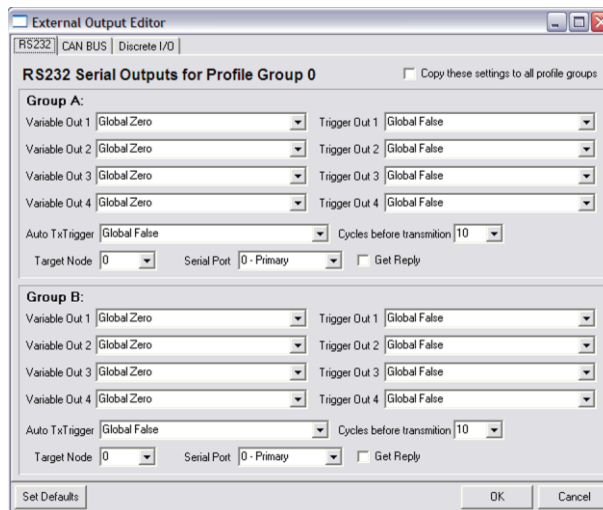 External Output Editor
RS232 CAN BUS Discrete I/O
RS232 Serial Outputs for Profile Group 0 Copy these settings to all profile groups
Group A:
Variable Out 1 Global Zero Trigger Out 1 Global False
Variable Out 2 Global Zero Trigger Out 2 Global False
Variable Out 3 Global Zero Trigger Out 3 Global False
Variable Out 4 Global Zero Trigger Out 4 Global False
Auto TxTrigger Global False Cycles before transmition 10
Target Node 0 Serial Port 0 - Primary Get Reply
Group B:
Variable Out 1 Global Zero Trigger Out 1 Global False
Variable Out 2 Global Zero Trigger Out 2 Global False
Variable Out 3 Global Zero Trigger Out 3 Global False
Variable Out 4 Global Zero Trigger Out 4 Global False
Auto TxTrigger Global False Cycles before transmition 10
Target Node 0 Serial Port 0 - Primary Get Reply
Set Defaults OK Cancel